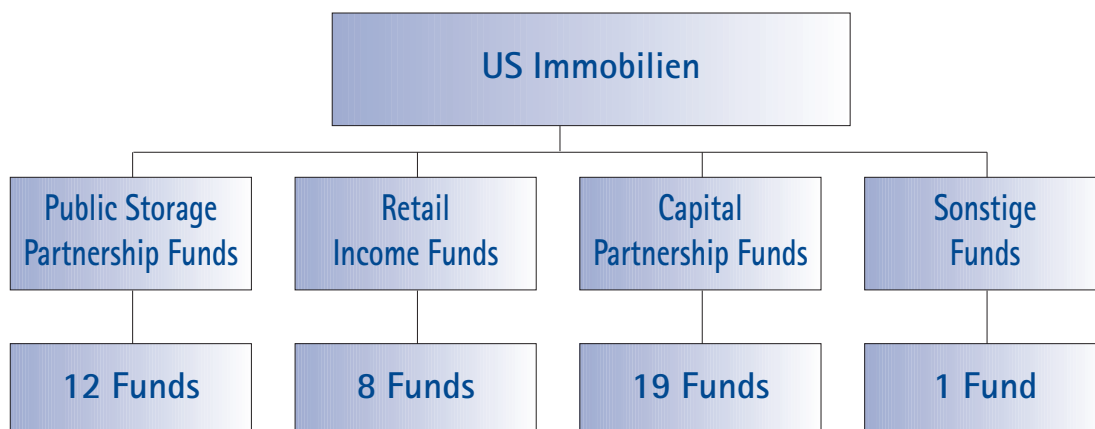 US Immobilien
Public Storage
Partnership Funds
Retail
Income Funds
Capital
Partnership Funds
Sonstige
Funds
12 Funds
8 Funds
19 Funds
1 Fund